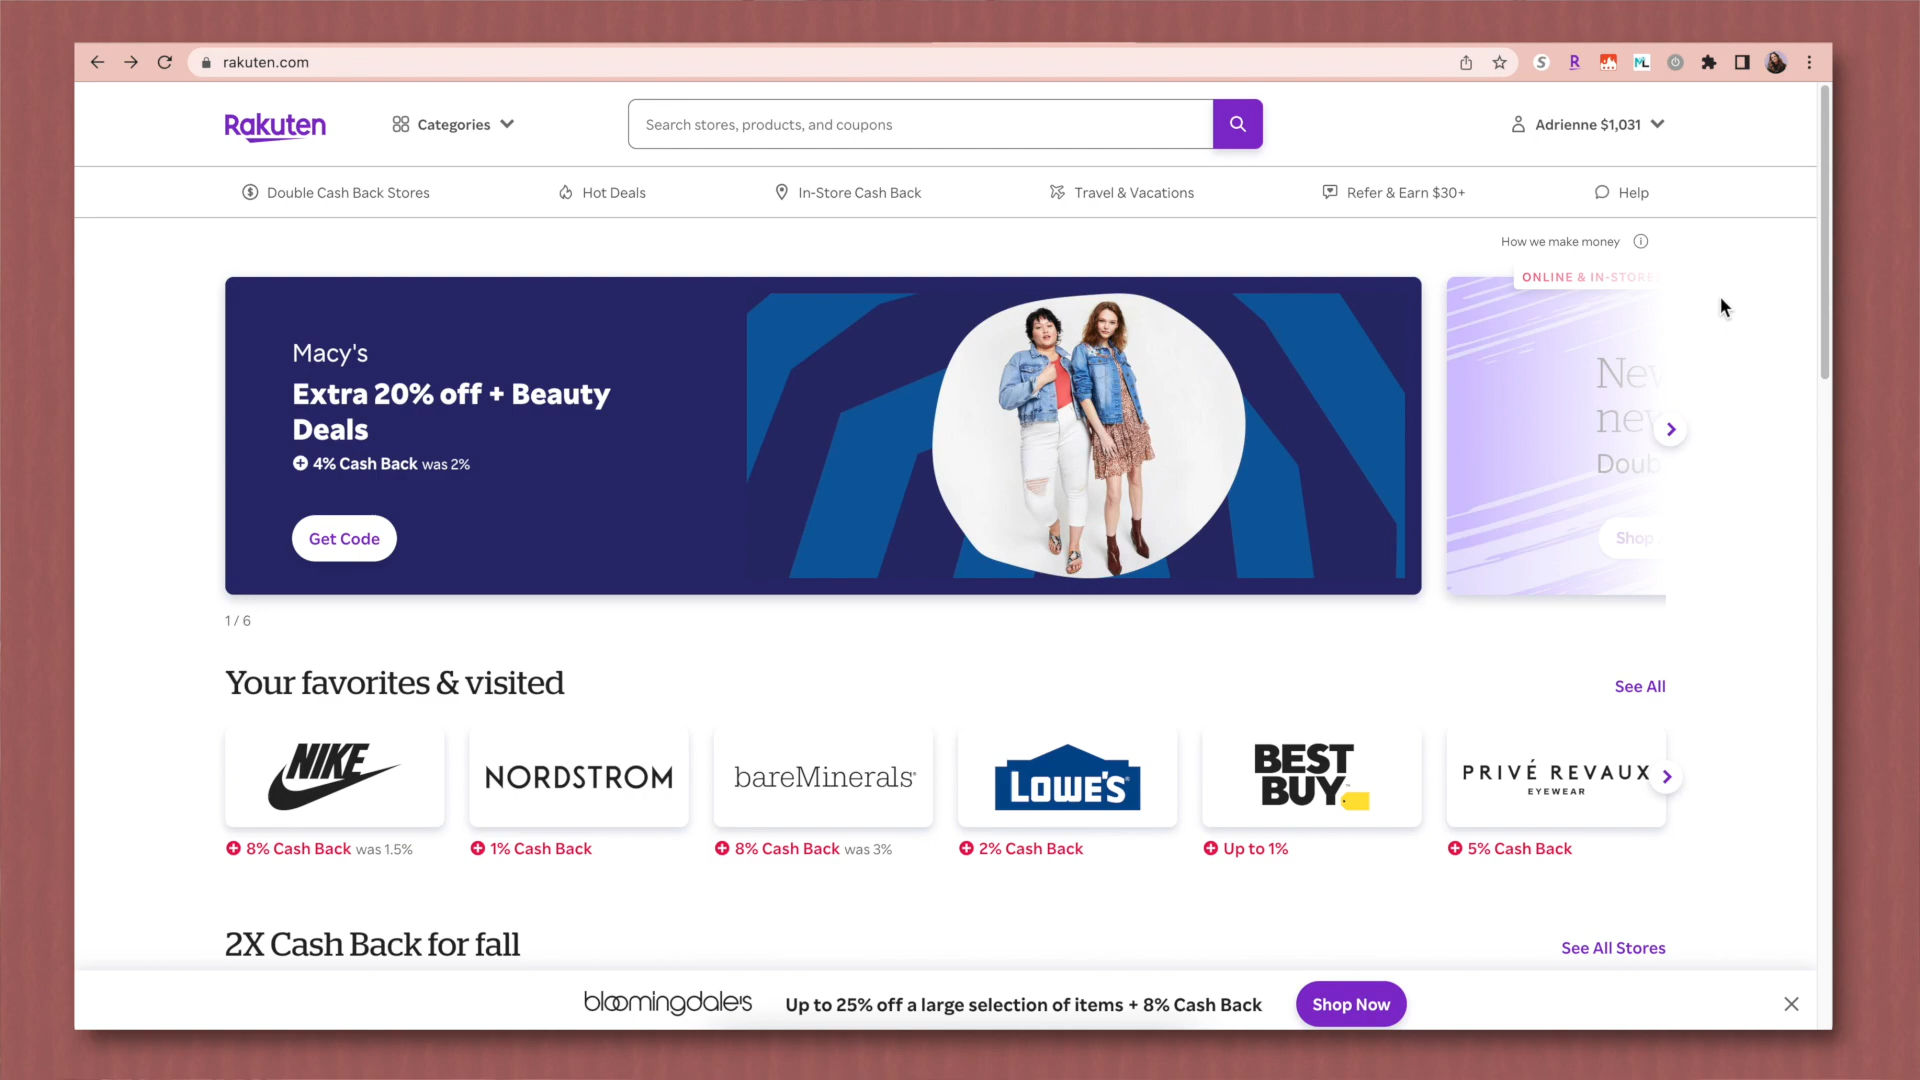 rakuten.com
Rakuten
Categories
Search stores, products, and coupons
Adrienne $1,031
Double Cash Back Stores
Hot Deals
In-Store Cash Back
Travel & Vacations
Refer & Earn $30+
Help
How we make money
ONLINE & IN-STORE
Macy's
Extra 20% off + Beauty
Deals
4% Cash Back was 2%
Get Code
Shop
1 / 6
Your favorites & visited
See All
NIKE
NORDSTROM
bareMinerals
LOWE'S
BEST
BUY
PRIVÉ REVAUX
EYEWEAR
8% Cash Back was 1.5%
1% Cash Back
8% Cash Back was 3%
2% Cash Back
Up to 1%
5% Cash Back
2X Cash Back for fall
See All Stores
bloomingdale's
Up to 25% off a large selection of items + 8% Cash Back
Shop Now